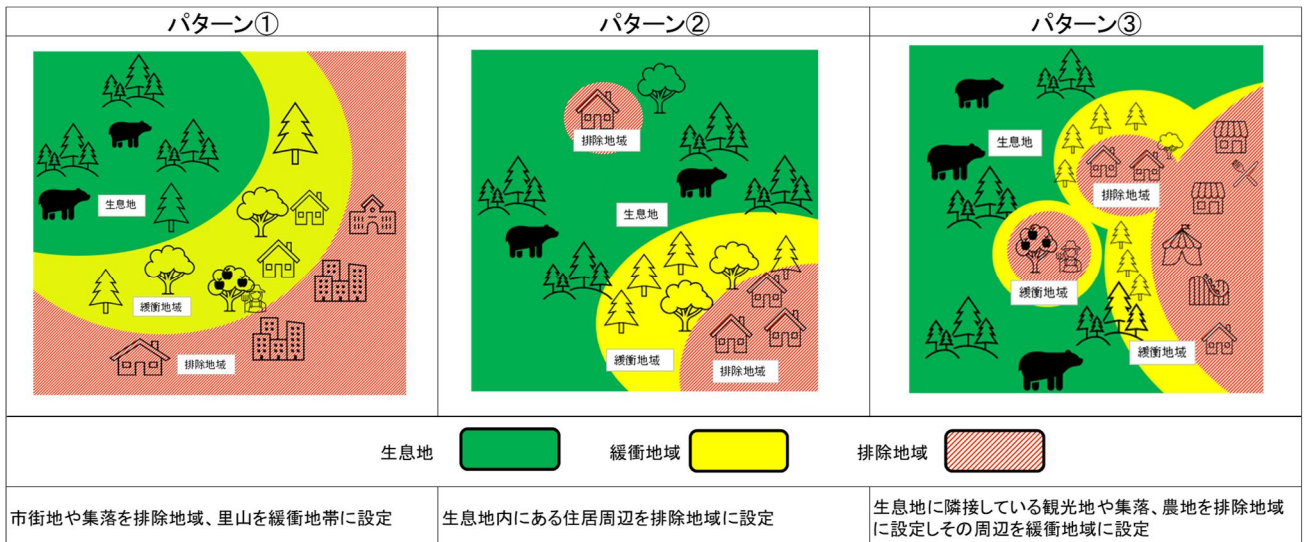 パターン①
パターン②
パターン③
生息地
緩衝地域
排除地域
排除地域
生息地
緩衝地域
排除地域
生息地
排除地域
緩衝地域
緩衝地域
生息地
緩衝地域
排除地域
市街地や集落を排除地域、里山を緩衝地帯に設定
生息地内にある住居周辺を排除地域に設定
生息地に隣接している観光地や集落、農地を排除地域
に設定しその周辺を緩衝地域に設定